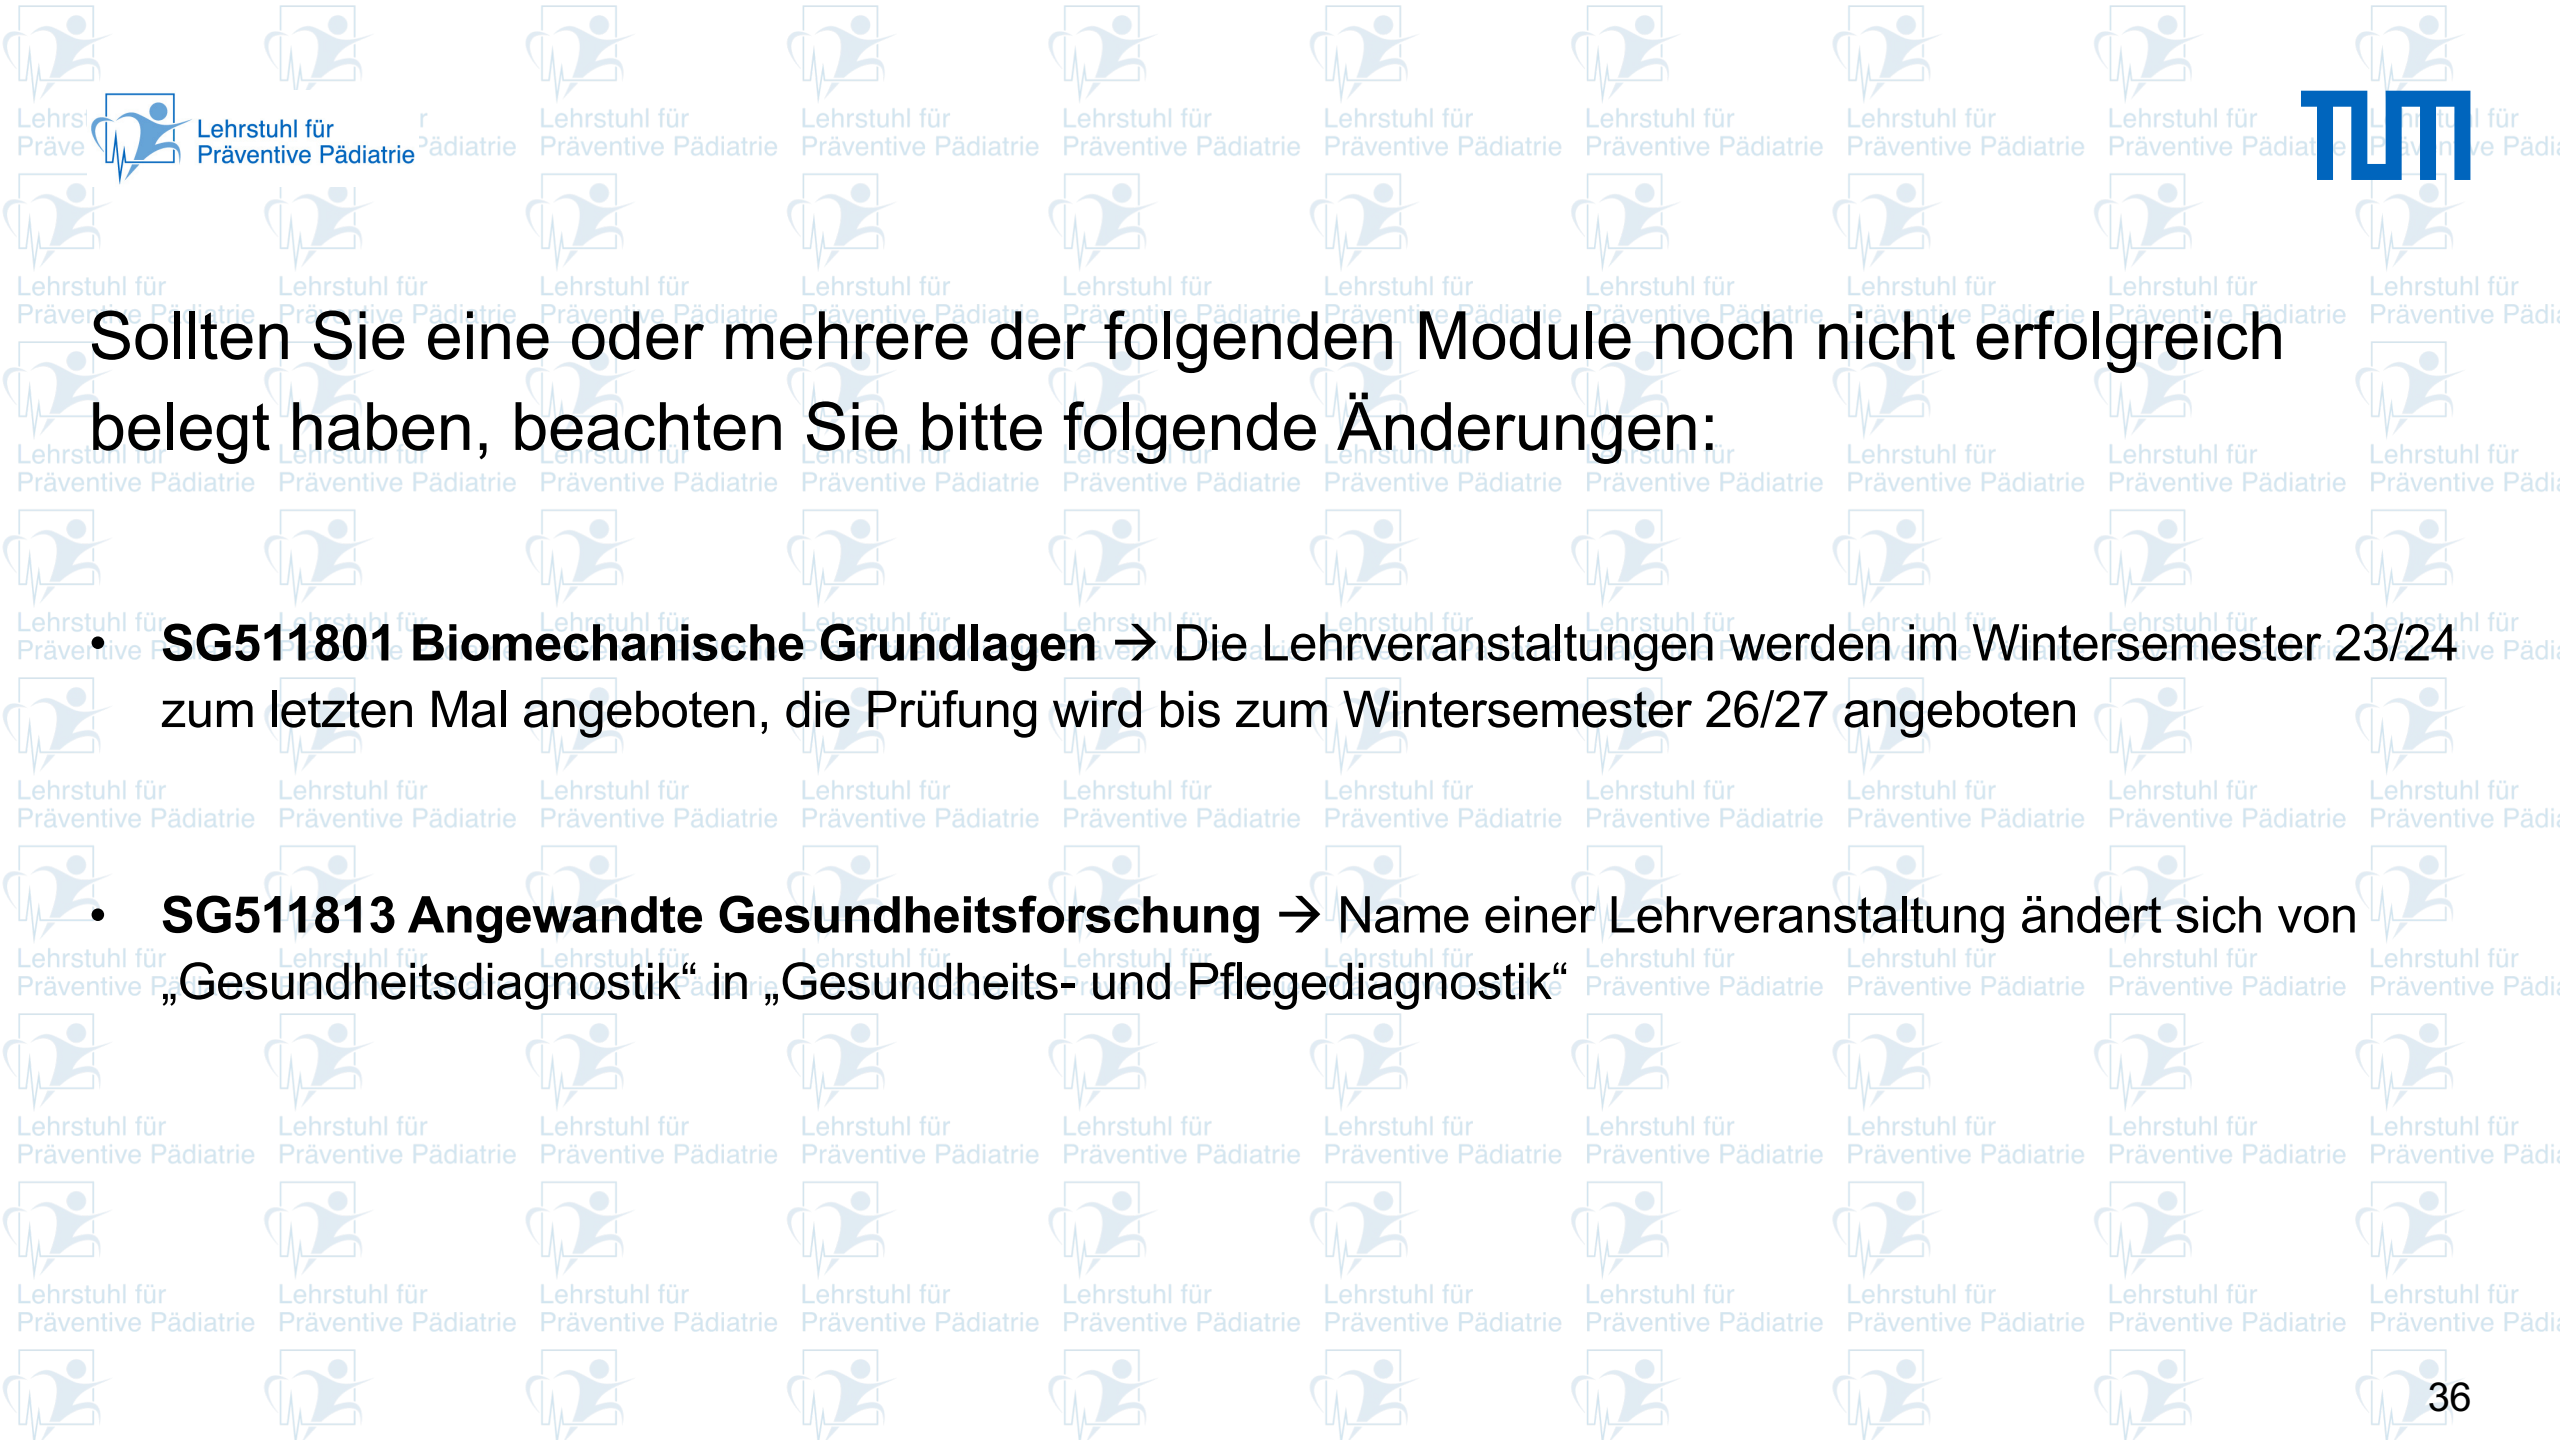 Lehrstuhl für
Präventive Pädiatrie
TUM
Sollten Sie eine oder mehrere der folgenden Module noch nicht erfolgreich
belegt haben, beachten Sie bitte folgende Änderungen:
• SG511801 Biomechanische Grundlagen → Die Lehrveranstaltungen werden im Wintersemester 23/24
zum letzten Mal angeboten, die Prüfung wird bis zum Wintersemester 26/27 angeboten
• SG511813 Angewandte Gesundheitsforschung → Name einer Lehrveranstaltung ändert sich von
„Gesundheitsdiagnostik“ in „Gesundheits- und Pflegediagnostik“
36